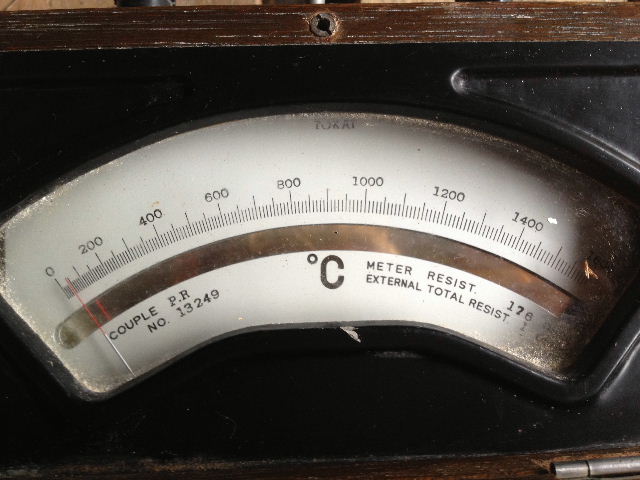 TOKAI
0 200 400 600 800 1000 1200 1400
°C
COUPLE P.R
NO. 13249
METER RESIST. 176
EXTERNAL TOTAL RESIST.